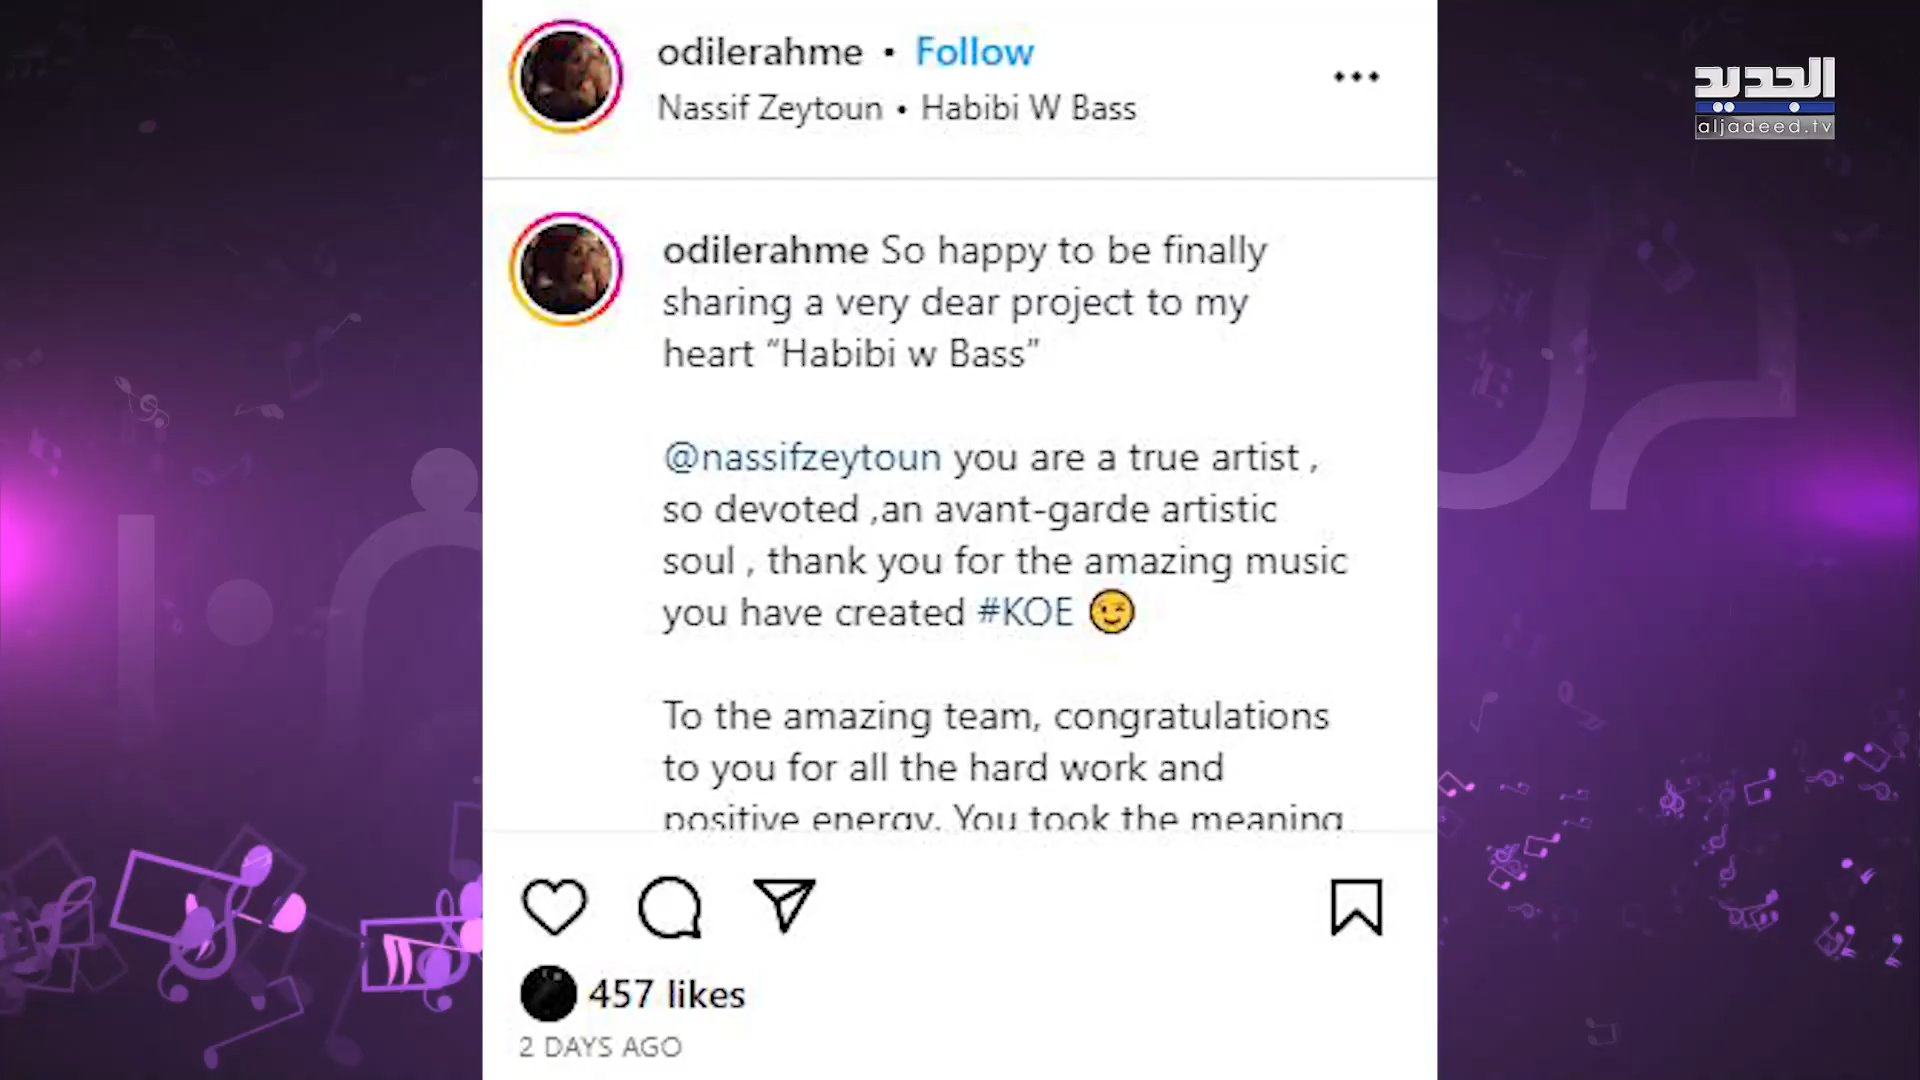 odilerahme • Follow
Nassif Zeytoun • Habibi W Bass
الجديد
aljadeed.tv
odilerahme So happy to be finally
sharing a very dear project to my
heart “Habibi w Bass”
@nassifzeytoun you are a true artist ,
so devoted ,an avant-garde artistic
soul , thank you for the amazing music
you have created #KOE 😉
To the amazing team, congratulations
to you for all the hard work and
positive energy. You took the meaning
457 likes
2 DAYS AGO